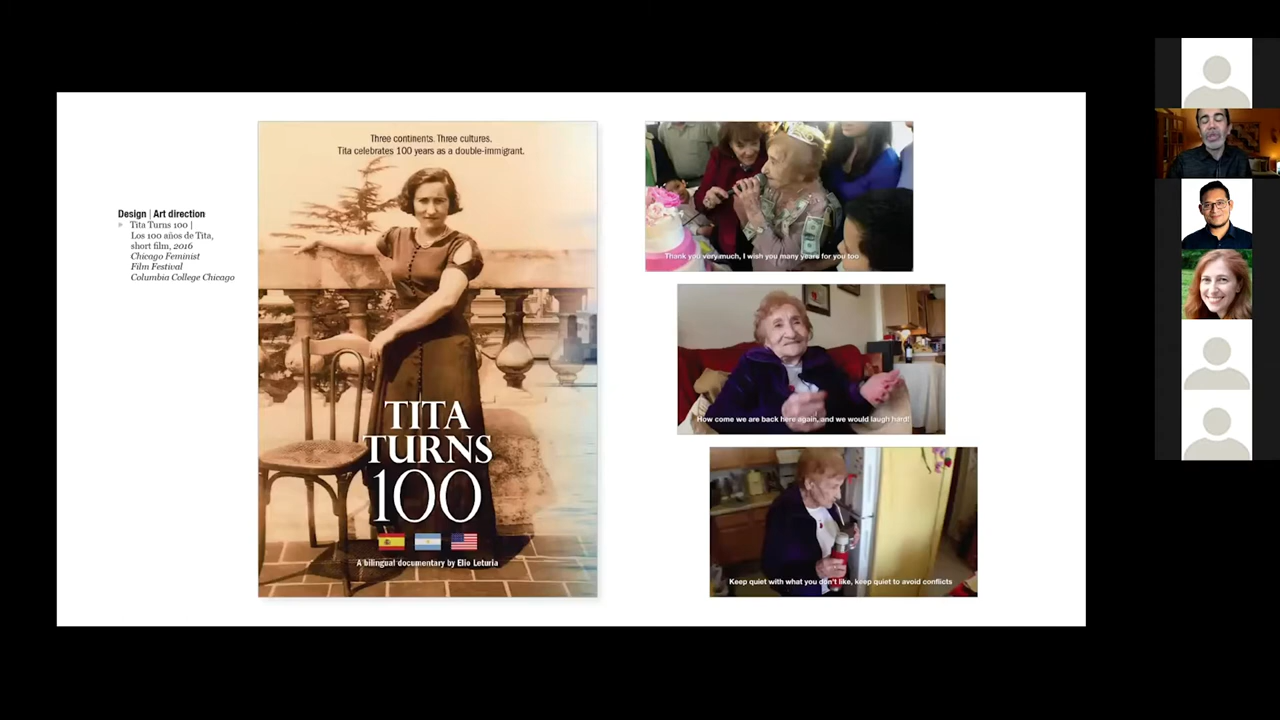 Design | Art direction
Tita Turns 100 |
Los 100 años de Tita,
short film, 2016
Chicago Feminist
Film Festival
Columbia College Chicago
Three continents. Three cultures.
Tita celebrates 100 years as a double-immigrant.
TITA
TURNS
100
A bilingual documentary by Elio Leturia
Thank you very much, I wish you many years for you too
How come we are back here again, and we would laugh hard!
Keep quiet with what you don't like, keep quiet to avoid conflicts